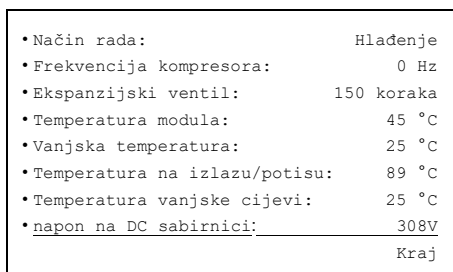 • Način rada: Hlađenje
• Frekvencija kompresora: 0 Hz
• Ekspanzijski ventil: 150 koraka
• Temperatura modula: 45 °C
• Vanjska temperatura: 25 °C
• Temperatura na izlazu/potisu: 89 °C
• Temperatura vanjske cijevi: 25 °C
• napon na DC sabirnici: 308V
Kraj